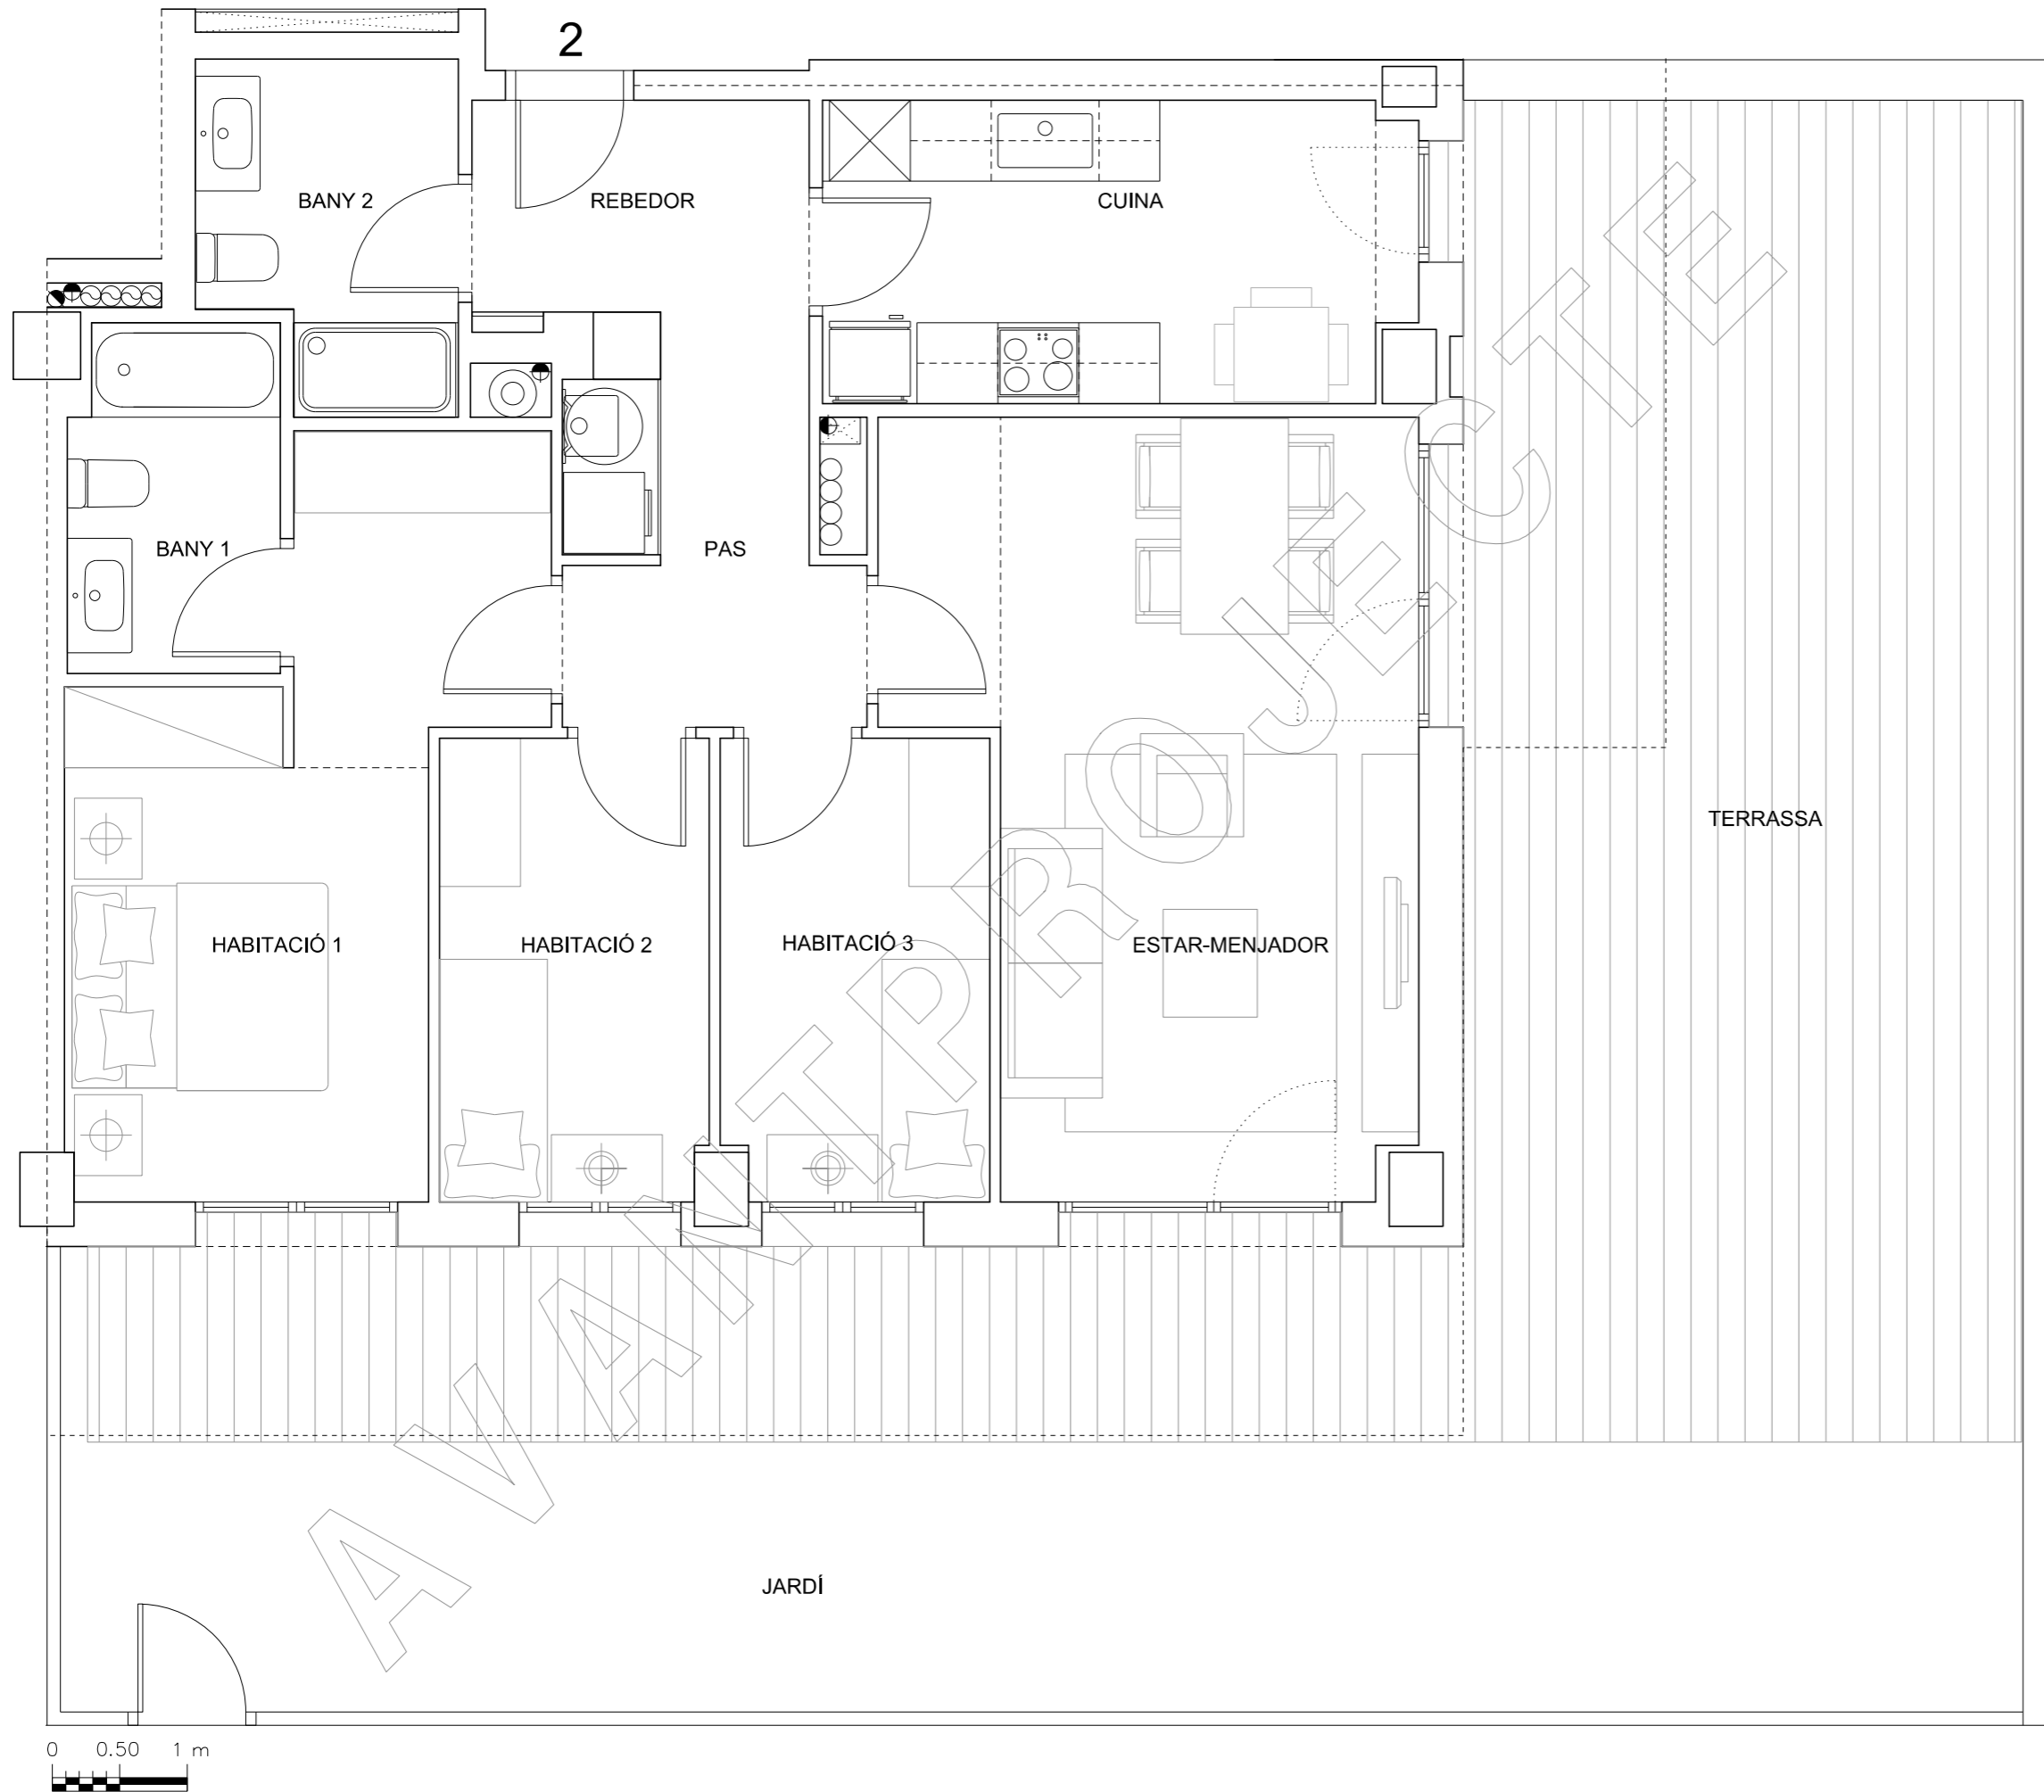 2
BANY 2
REBEDOR
CUINA
BANY 1
PAS
TERRASSA
HABITACIÓ 1
HABITACIÓ 2
HABITACIÓ 3
ESTAR-MENJADOR
AVANTPROJECTE
JARDÍ
0 0.50 1 m